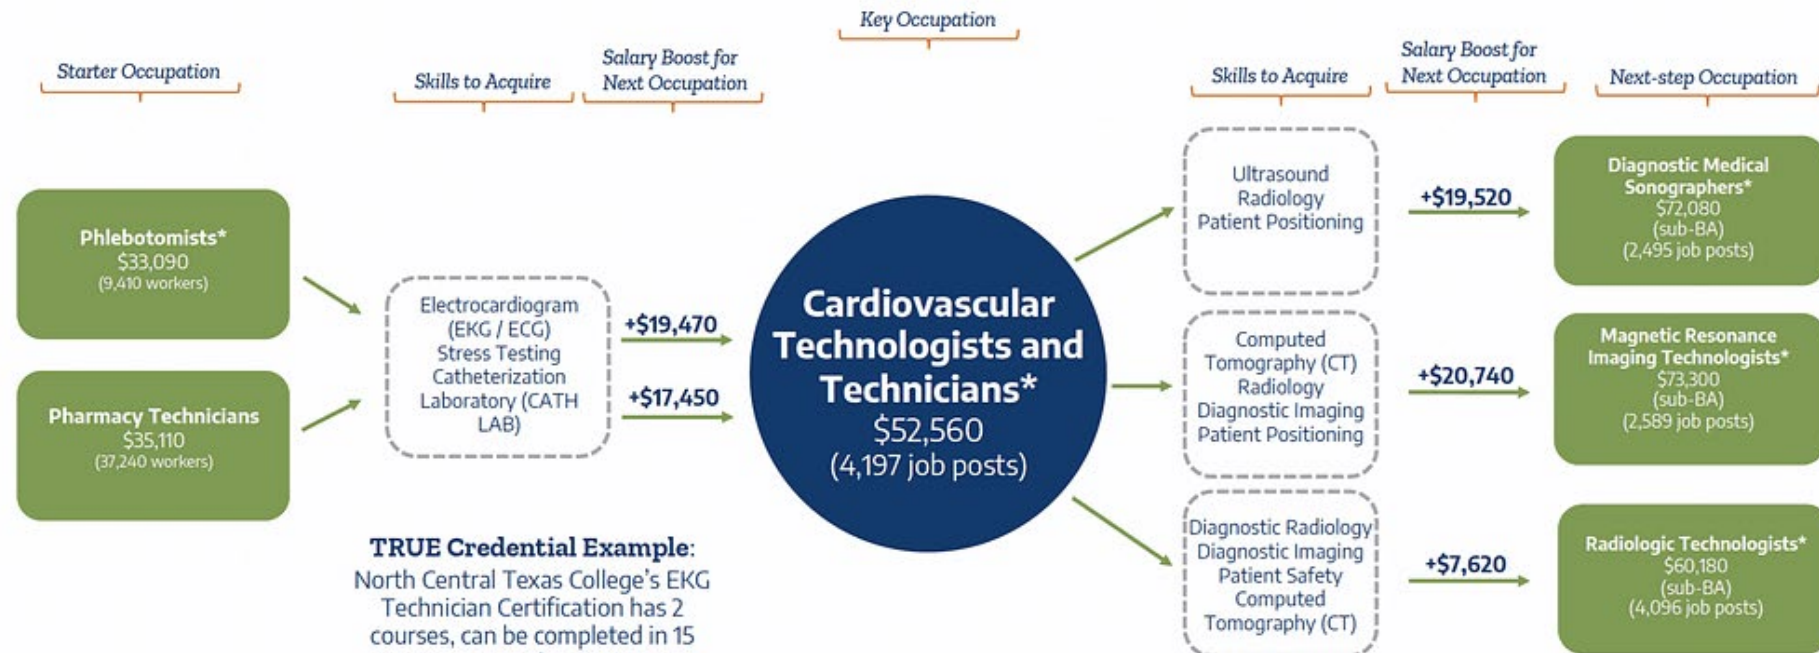 Key Occupation
Starter Occupation
Skills to Acquire
Salary Boost for
Next Occupation
Skills to Acquire
Salary Boost for
Next Occupation
Next-step Occupation
Phlebotomists*
$33,090
(9,410 workers)
Pharmacy Technicians
$35,110
(37,240 workers)
Electrocardiogram
(EKG / ECG)
Stress Testing
Catheterization
Laboratory (CATH
LAB)
+$19,470
+$17,450
Cardiovascular
Technologists and
Technicians*
$52,560
(4,197 job posts)
Ultrasound
Radiology
Patient Positioning
+$19,520
Diagnostic Medical
Sonographers*
$72,080
(sub-BA)
(2,495 job posts)
Computed
Tomography (CT)
Radiology
Diagnostic Imaging
Patient Positioning
+$20,740
Magnetic Resonance
Imaging Technologists*
$73,300
(sub-BA)
(2,589 job posts)
Diagnostic Radiology
Diagnostic Imaging
Patient Safety
Computed
Tomography (CT)
+$7,620
Radiologic Technologists*
$60,180
(sub-BA)
(4,096 job posts)
TRUE Credential Example:
North Central Texas College's EKG
Technician Certification has 2
courses, can be completed in 15